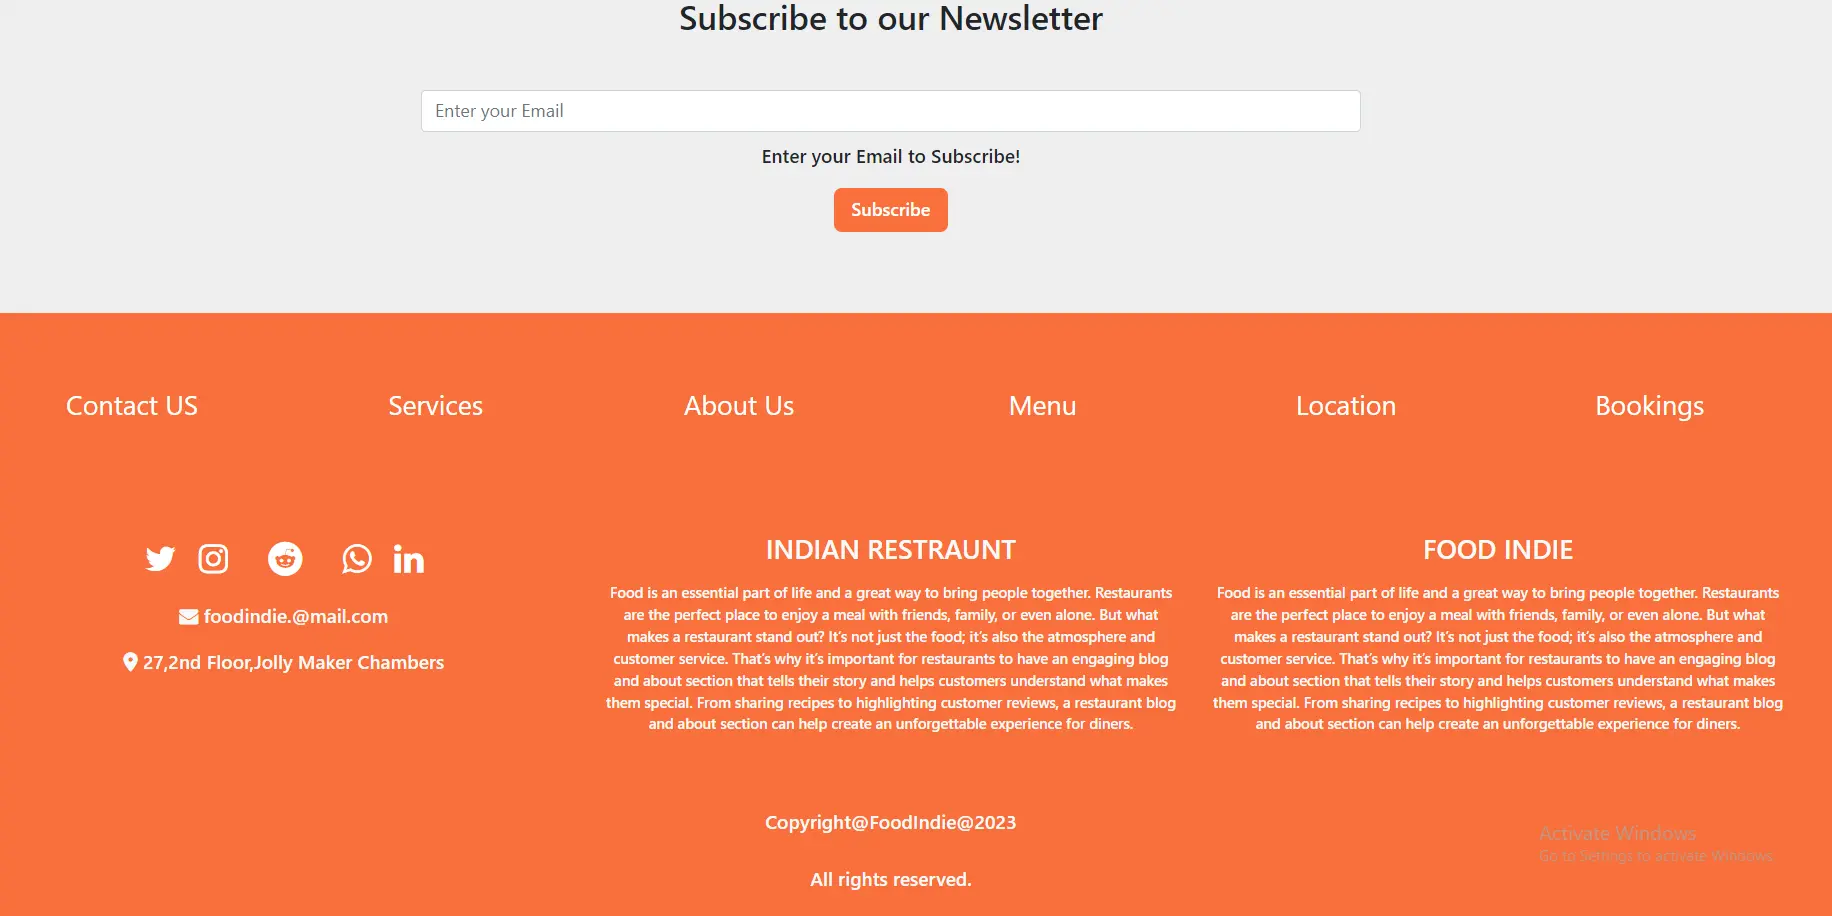 Subscribe to our Newsletter
Enter your Email
Enter your Email to Subscribe!
Subscribe
Contact US
Services
About Us
Menu
Location
Bookings
foodindie.@mail.com
27,2nd Floor,Jolly Maker Chambers
INDIAN RESTRAUNT
Food is an essential part of life and a great way to bring people together. Restaurants
are the perfect place to enjoy a meal with friends, family, or even alone. But what
makes a restaurant stand out? It’s not just the food; it’s also the atmosphere and
customer service. That’s why it’s important for restaurants to have an engaging blog
and about section that tells their story and helps customers understand what makes
them special. From sharing recipes to highlighting customer reviews, a restaurant blog
and about section can help create an unforgettable experience for diners.
FOOD INDIE
Food is an essential part of life and a great way to bring people together. Restaurants
are the perfect place to enjoy a meal with friends, family, or even alone. But what
makes a restaurant stand out? It’s not just the food; it’s also the atmosphere and
customer service. That’s why it’s important for restaurants to have an engaging blog
and about section that tells their story and helps customers understand what makes
them special. From sharing recipes to highlighting customer reviews, a restaurant blog
and about section can help create an unforgettable experience for diners.
Copyright@FoodIndie@2023
All rights reserved.
Activate Windows
Go to Settings to activate Windows.